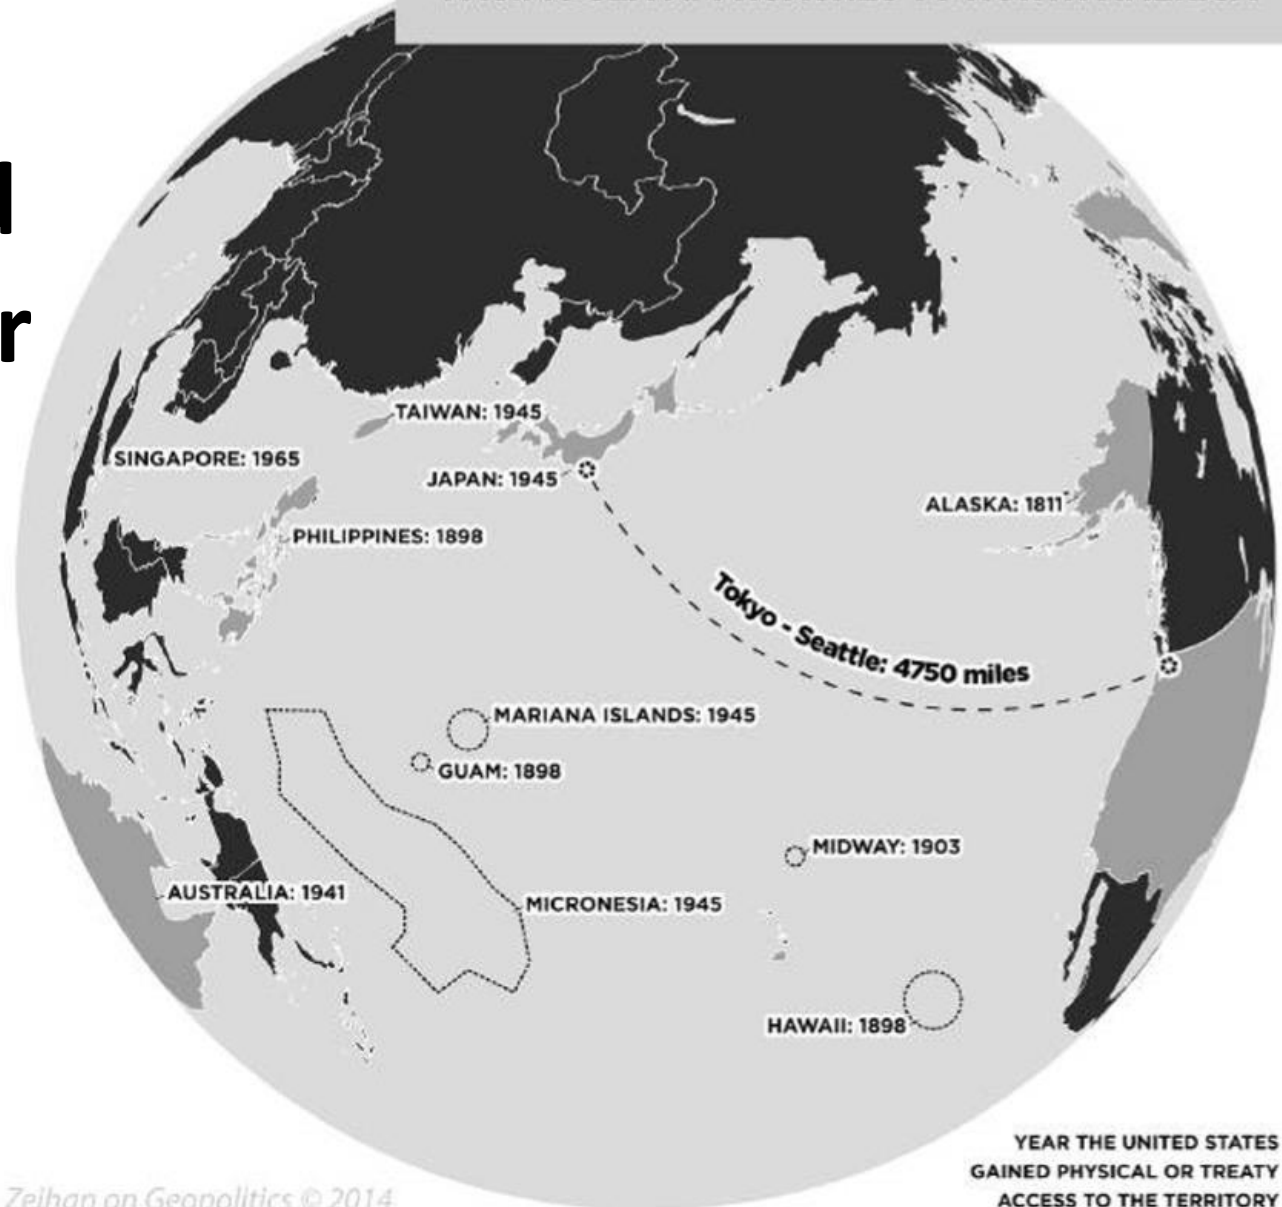 TAIWAN: 1945
SINGAPORE: 1965
JAPAN: 1945
ALASKA: 1811
PHILIPPINES: 1898
Tokyo - Seattle: 4750 miles
MARIANA ISLANDS: 1945
GUAM: 1898
MIDWAY: 1903
AUSTRALIA: 1941
MICRONESIA: 1945
HAWAII: 1898
YEAR THE UNITED STATES
GAINED PHYSICAL OR TREATY
ACCESS TO THE TERRITORY
Zeihan on Geopolitics © 2014